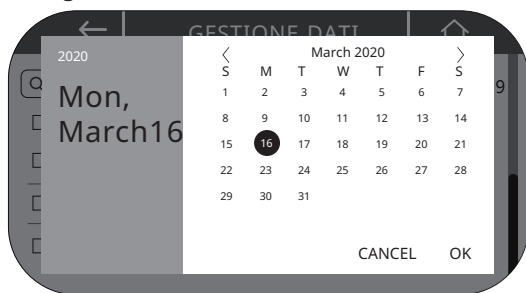 GESTIONE DATI
2020
Mon,
March16
March 2020
S M T W T F S
1 2 3 4 5 6 7
8 9 10 11 12 13 14
15 16 17 18 19 20 21
22 23 24 25 26 27 28
29 30 31
CANCEL OK
9